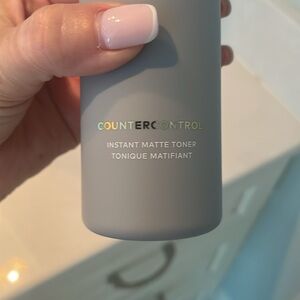 COUNTERCONTROL
INSTANT MATTE TONER
TONIQUE MATIFIANT